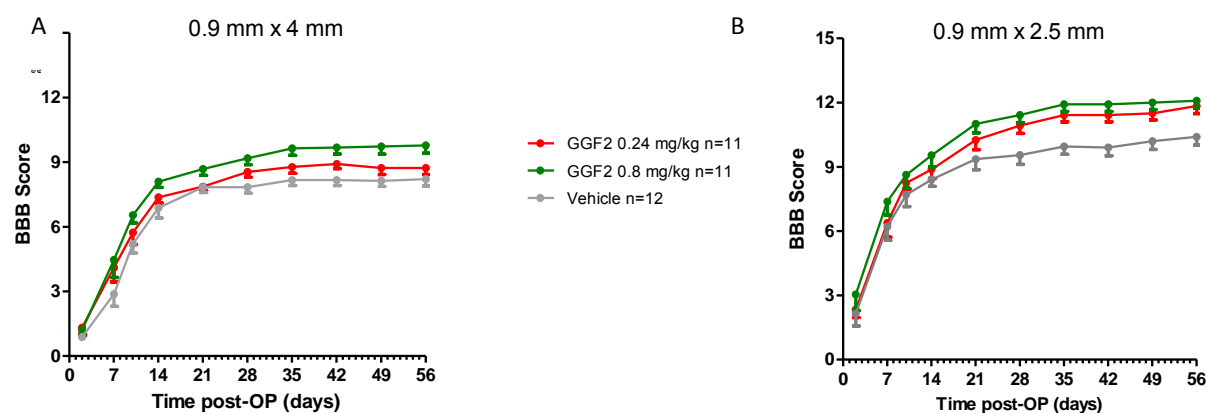 A
0.9 mm x 4 mm
12
9
6
3
0
BBB Score
0 7 14 21 28 35 42 49 56
Time post-OP (days)
GGF2 0.24 mg/kg n=11
GGF2 0.8 mg/kg n=11
Vehicle n=12
B
0.9 mm x 2.5 mm
15
12
9
6
3
0
BBB Score
0 7 14 21 28 35 42 49 56
Time post-OP (days)